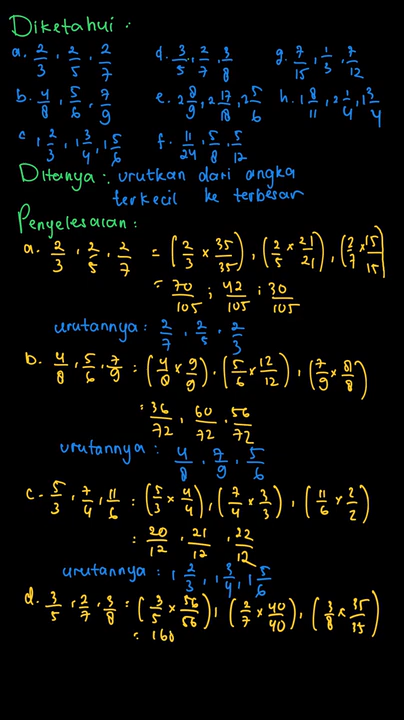 Diketahui :
a. 2/3, 2/5, 2/7 d. 3/5, 2/7, 3/8 g. 7/15, 1/3, 7/12
b. 4/8, 5/6, 7/9 e. 2 8/9, 2 17/18, 2 5/6 h. 1 8/11, 2 1/4, 1 3/4
c 1 2/3, 1 3/4, 1 5/6 f. 11/24, 5/8, 5/12
Ditanya : urutkan dari angka
terkecil ke terbesar
Penyelesaian :
a. 2/3, 2/5, 2/7 = (2/3 × 35/35), (2/5 × 21/21), (2/7 × 15/15)
= 70/105 ; 42/105 ; 30/105
urutannya : 2/7, 2/5, 2/3
b. 4/8, 5/6, 7/9 = (4/8 × 9/9), (5/6 × 12/12), (7/9 × 8/8)
= 36/72, 60/72, 56/72
urutannya : 4/8, 7/9, 5/6
c. 5/3, 7/4, 11/6 = (5/3 × 4/4), (7/4 × 3/3), (11/6 × 2/2)
= 20/12, 21/12, 22/12
urutannya : 1 2/3, 1 3/4, 1 5/6
d. 3/5, 2/7, 3/8 = (3/5 × 56/56), (2/7 × 40/40), (3/8 × 35/35)
= 168